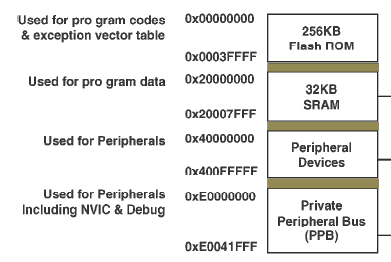 Used for pro gram codes
& exception vector table
0x00000000
0x0003FFFF
256KB
Flash ROM
Used for pro gram data
0x20000000
0x20007FFF
32KB
SRAM
Used for Peripherals
0x40000000
0x400FFFFF
Peripheral
Devices
Used for Peripherals
Including NVIC & Debug
0xE0000000
0xE0041FFF
Private
Peripheral Bus
(PPB)